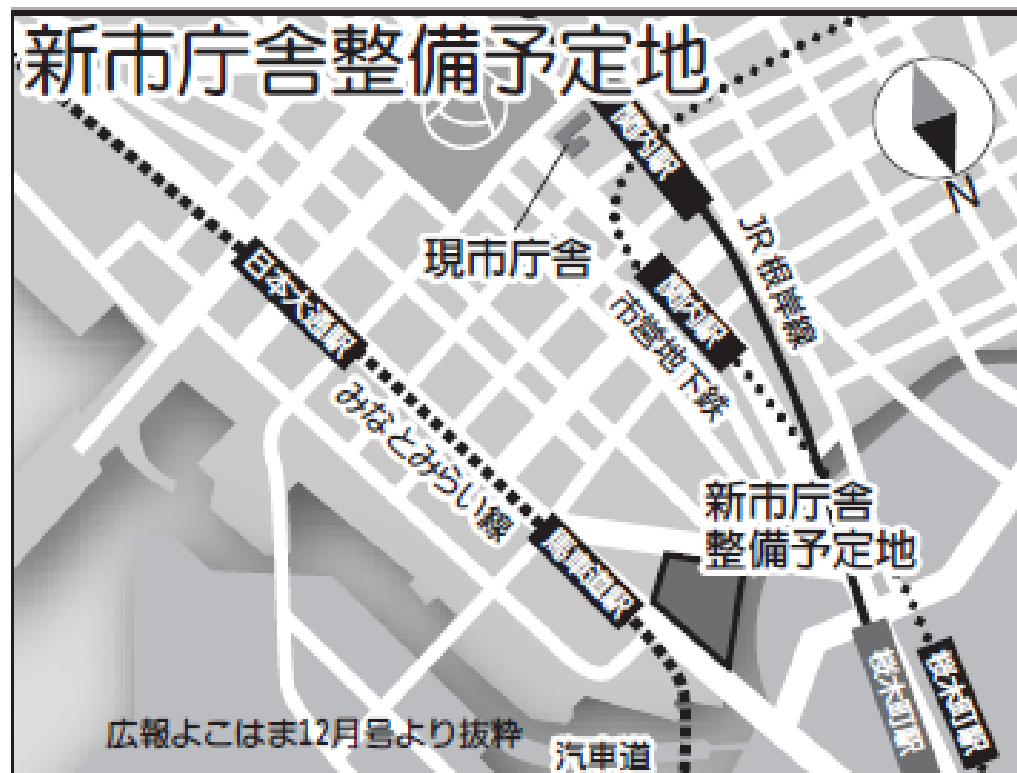 新市庁舎整備予定地
関内駅
N
現市庁舎
JR 根岸線
日本大通駅
関内駅
市営地下鉄
みなとみらい線
新市庁舎
整備予定地
馬車道駅
桜木町駅
桜木町駅
広報よこはま12月号より抜粋
汽車道